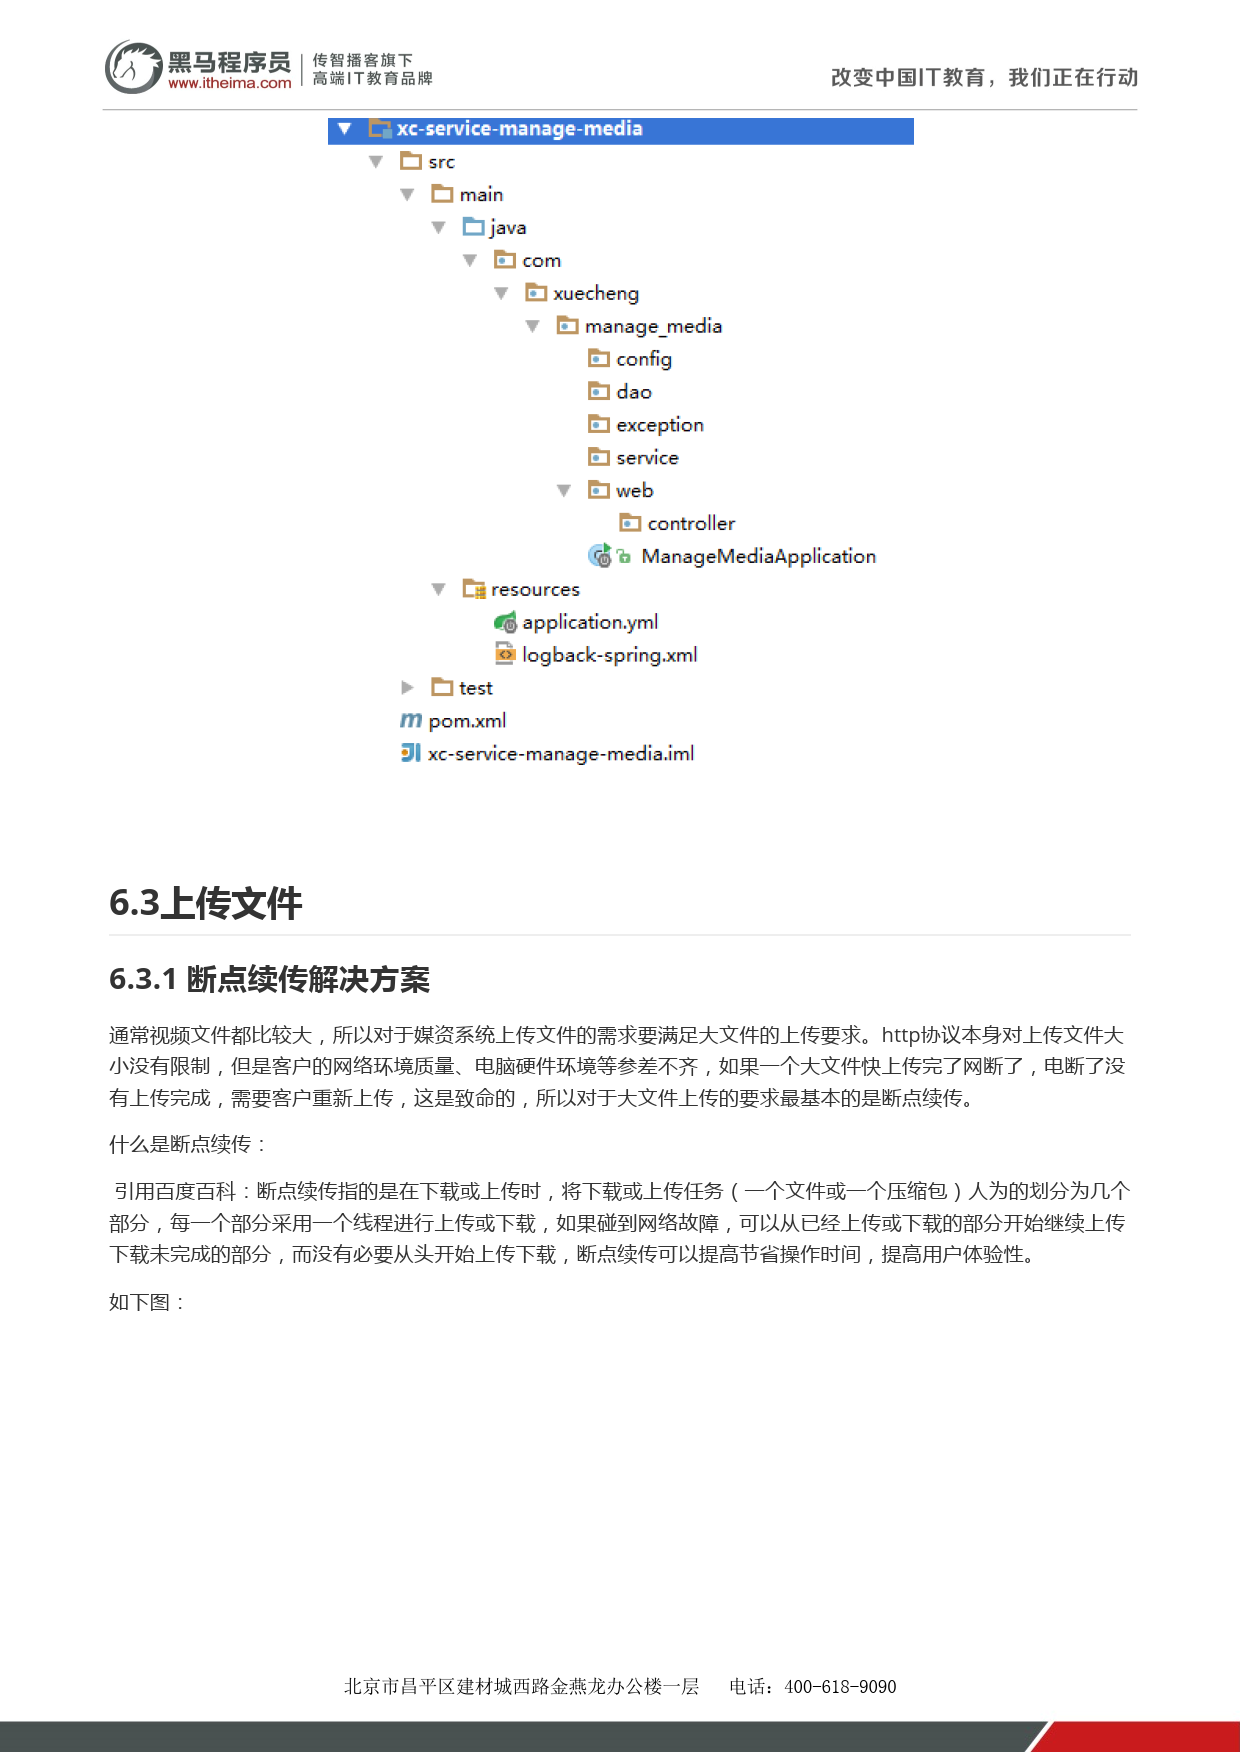 黑马程序员
www.itheima.com
传智播客旗下
高端IT教育品牌
改变中国IT教育，我们正在行动
xc-service-manage-media
src
main
java
com
xuecheng
manage_media
config
dao
exception
service
web
controller
ManageMediaApplication
resources
application.yml
logback-spring.xml
test
pom.xml
xc-service-manage-media.iml
6.3上传文件
6.3.1 断点续传解决方案
通常视频文件都比较大，所以对于媒资系统上传文件的需求要满足大文件的上传要求。http协议本身对上传文件大
小没有限制，但是客户的网络环境质量、电脑硬件环境等参差不齐，如果一个大文件快上传完了网断了，电断了没
有上传完成，需要客户重新上传，这是致命的，所以对于大文件上传的要求最基本的是断点续传。
什么是断点续传：
引用百度百科：断点续传指的是在下载或上传时，将下载或上传任务（一个文件或一个压缩包）人为的划分为几个
部分，每一个部分采用一个线程进行上传或下载，如果碰到网络故障，可以从已经上传或下载的部分开始继续上传
下载未完成的部分，而没有必要从头开始上传下载，断点续传可以提高节省操作时间，提高用户体验性。
如下图：
北京市昌平区建材城西路金燕龙办公楼一层 电话：400-618-9090